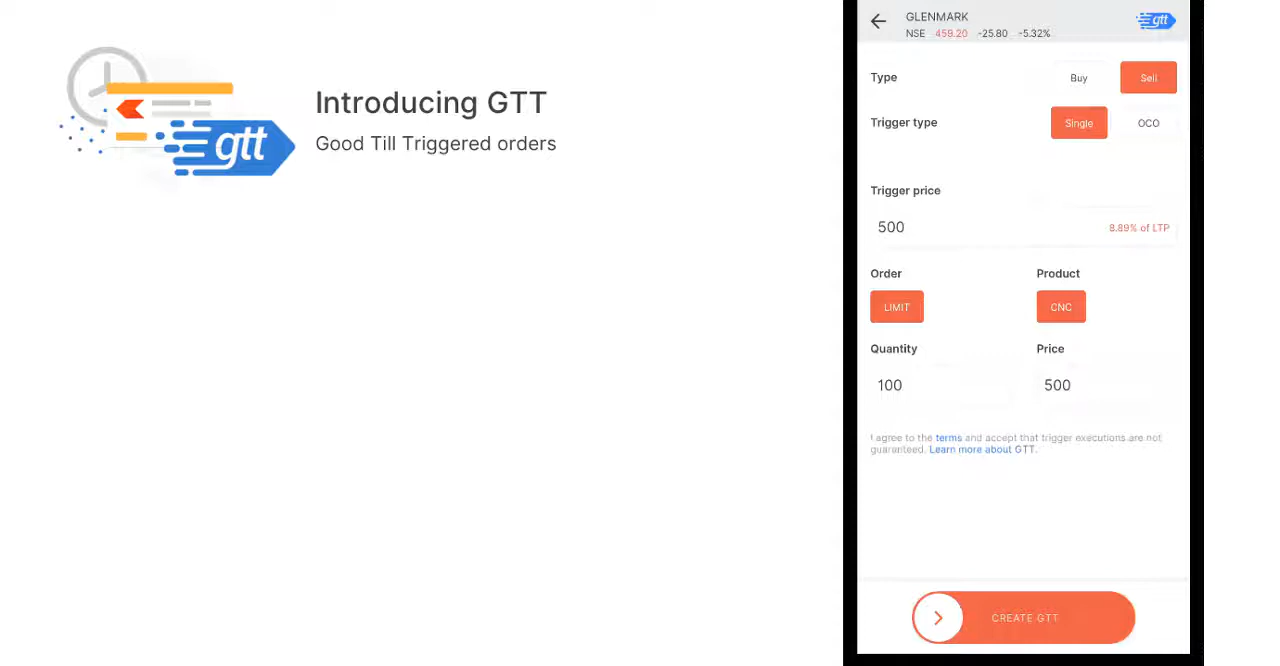 gtt
Introducing GTT
Good Till Triggered orders
GLENMARK
NSE 459.20 -25.80 -5.32%
gtt
Type Buy Sell
Trigger type Single OCO
Trigger price
500 8.89% of LTP
Order Product
LIMIT CNC
Quantity Price
100 500
I agree to the terms and accept that trigger executions are not
guaranteed. Learn more about GTT.
CREATE GTT